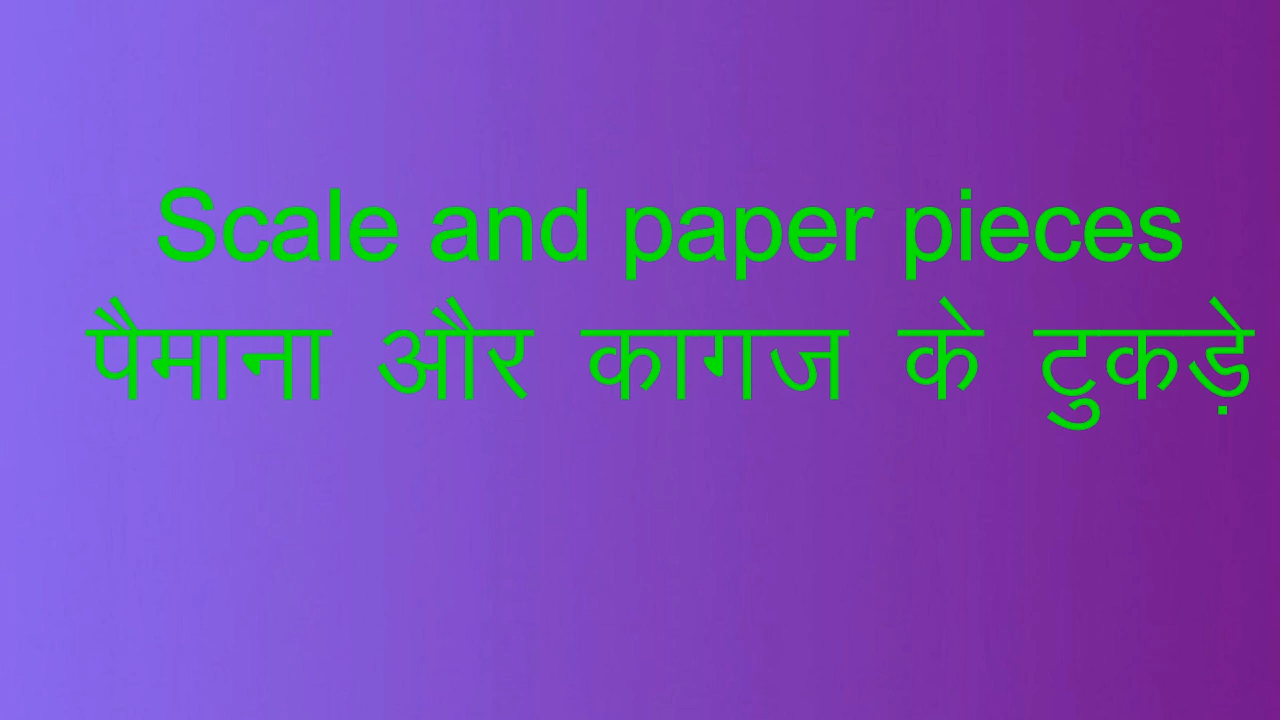 Scale and paper pieces
पैमाना और कागज के टुकड़े